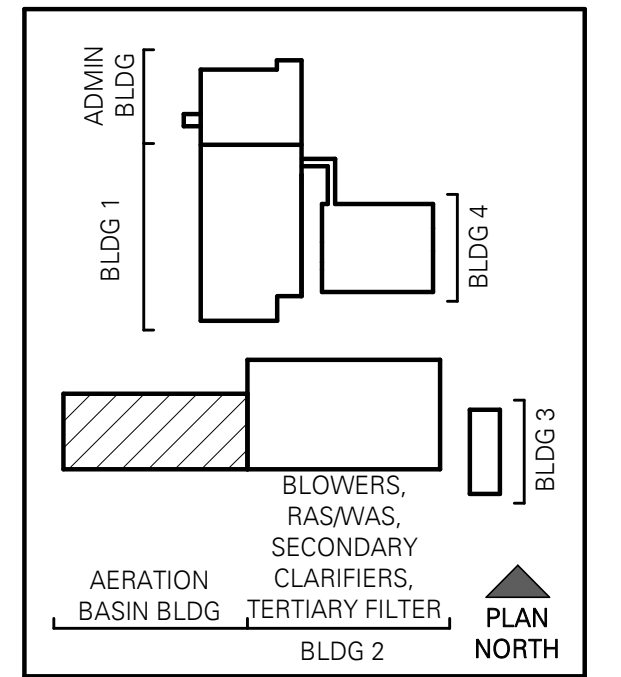 ADMIN
BLDG
BLDG 1
BLDG 4
BLDG 3
BLOWERS,
RAS/WAS,
SECONDARY
CLARIFIERS,
TERTIARY FILTER
AERATION
BASIN BLDG
BLDG 2
PLAN
NORTH